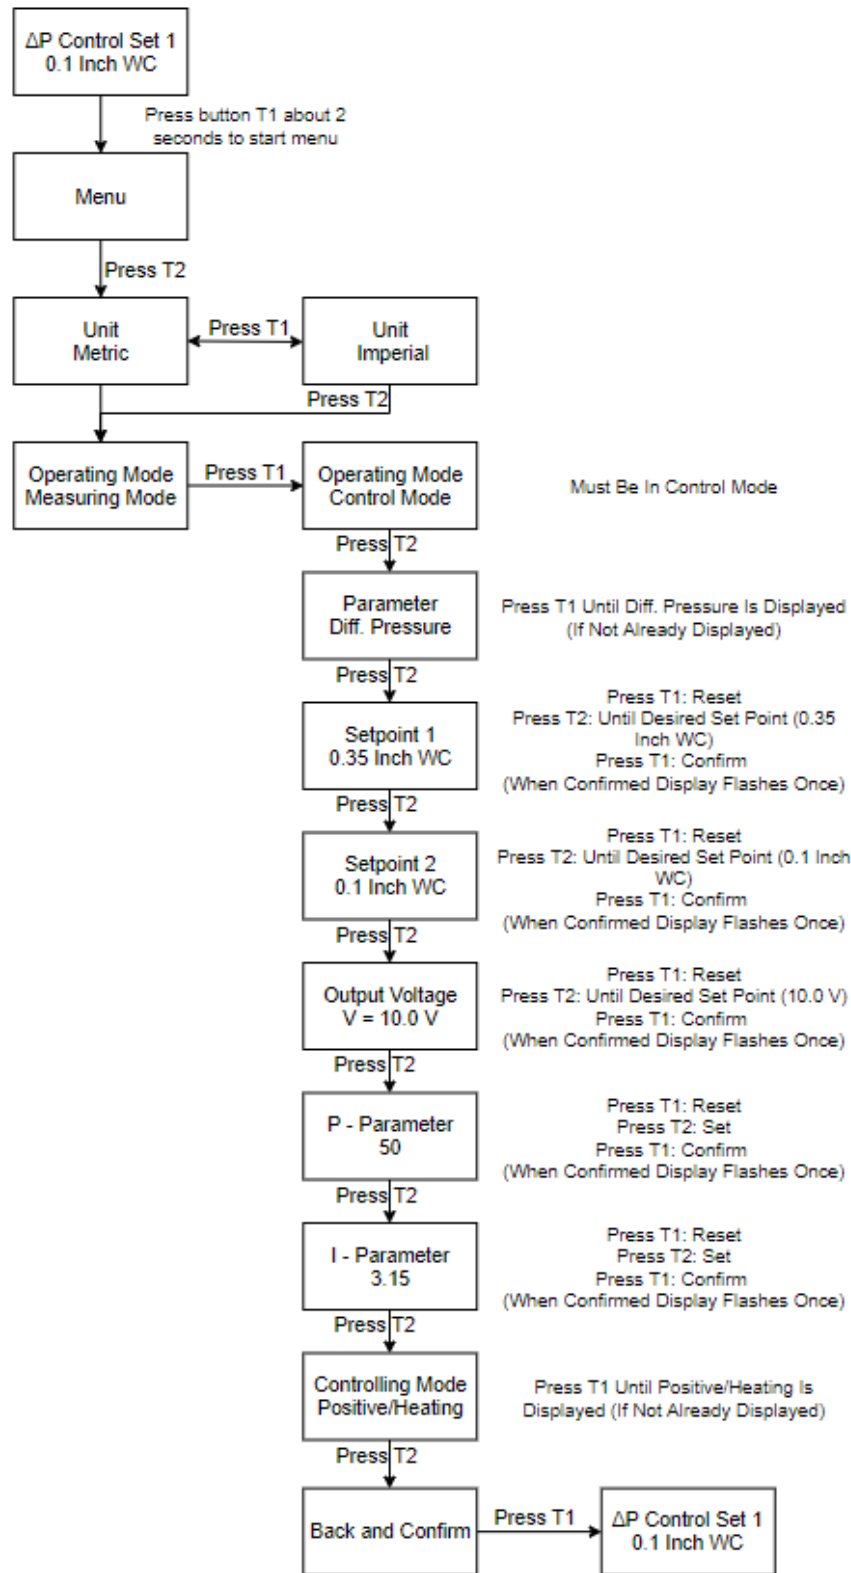 ΔP Control Set 1
0.1 Inch WC
Press button T1 about 2
seconds to start menu
Menu
Press T2
Unit
Metric
Press T1
Unit
Imperial
Press T2
Operating Mode
Measuring Mode
Press T1
Operating Mode
Control Mode
Must Be In Control Mode
Press T2
Parameter
Diff. Pressure
Press T1 Until Diff. Pressure Is Displayed
(If Not Already Displayed)
Press T2
Setpoint 1
0.35 Inch WC
Press T1: Reset
Press T2: Until Desired Set Point (0.35
Inch WC)
Press T1: Confirm
(When Confirmed Display Flashes Once)
Press T2
Setpoint 2
0.1 Inch WC
Press T1: Reset
Press T2: Until Desired Set Point (0.1 Inch
WC)
Press T1: Confirm
(When Confirmed Display Flashes Once)
Press T2
Output Voltage
V = 10.0 V
Press T1: Reset
Press T2: Until Desired Set Point (10.0 V)
Press T1: Confirm
(When Confirmed Display Flashes Once)
Press T2
P - Parameter
50
Press T1: Reset
Press T2: Set
Press T1: Confirm
(When Confirmed Display Flashes Once)
Press T2
I - Parameter
3.15
Press T1: Reset
Press T2: Set
Press T1: Confirm
(When Confirmed Display Flashes Once)
Press T2
Controlling Mode
Positive/Heating
Press T1 Until Positive/Heating Is
Displayed (If Not Already Displayed)
Press T2
Back and Confirm
Press T1
ΔP Control Set 1
0.1 Inch WC